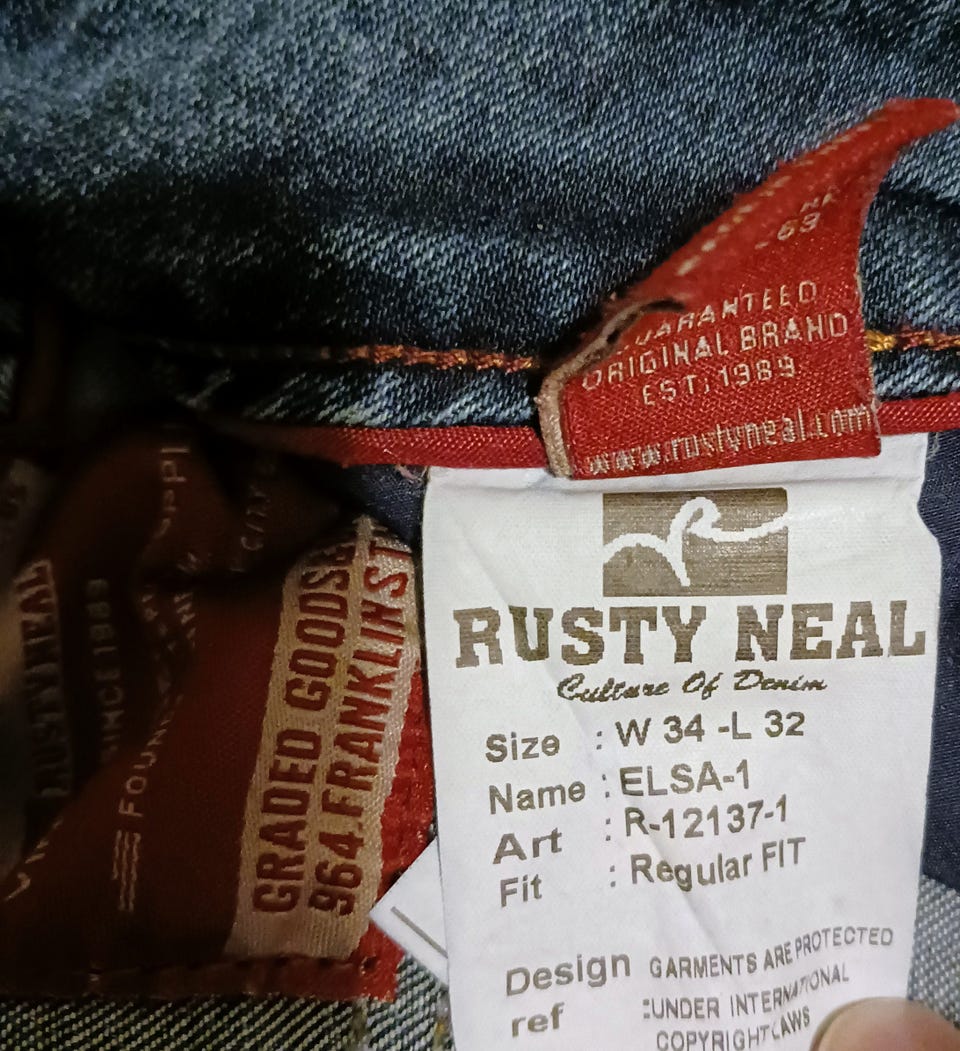 GUARANTEED
ORIGINAL BRAND
EST. 1989
www.rustyneal.com
RUSTY NEAL
Culture Of Denim
Size : W 34 -L 32
Name : ELSA-1
Art : R-12137-1
Fit : Regular FIT
Design GARMENTS ARE PROTECTED
ref :UNDER INTERNATIONAL
COPYRIGHT LAWS
GRADED GOODS
964.FRANKLINST
RUSTYNEAL
SINCE 1989